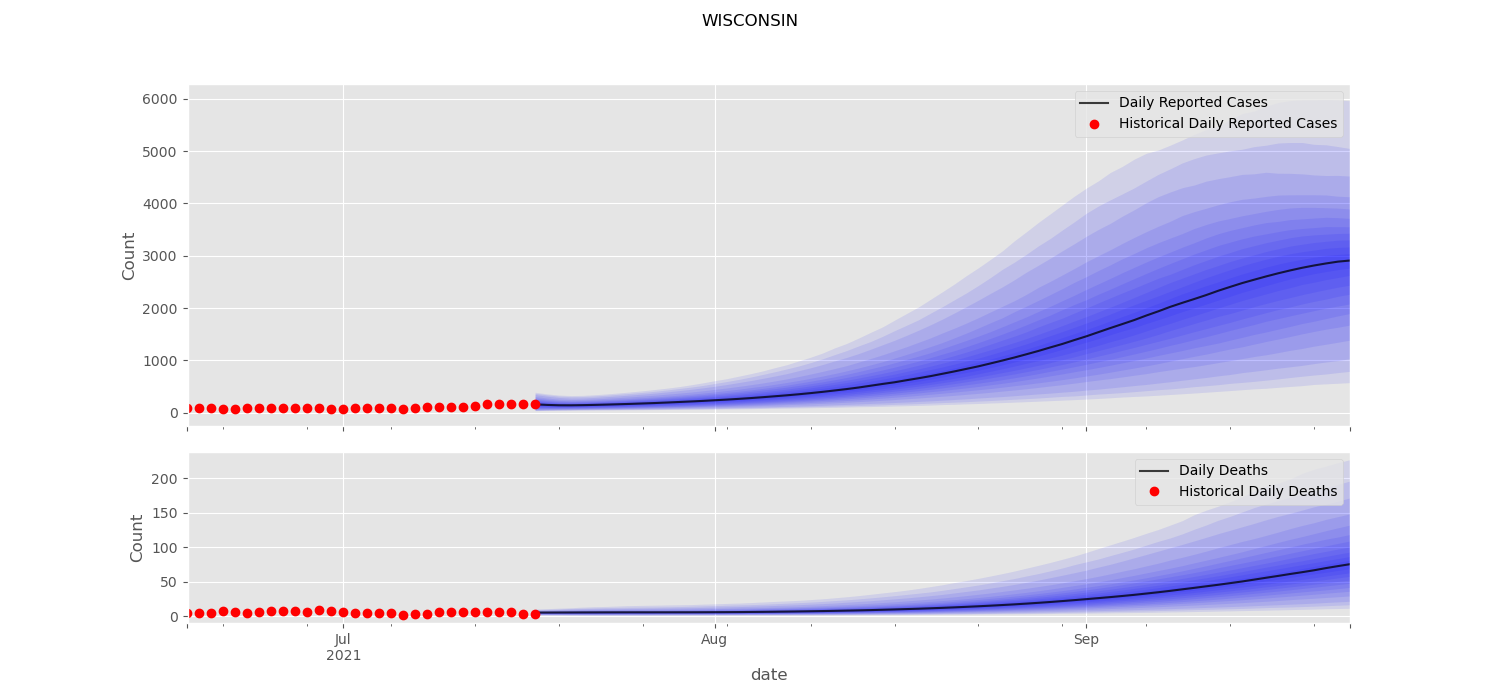 WISCONSIN
6000
5000
4000
3000
2000
1000
0
Count
Daily Reported Cases
Historical Daily Reported Cases
200
150
100
50
0
Count
Daily Deaths
Historical Daily Deaths
Jul
2021
Aug
Sep
date